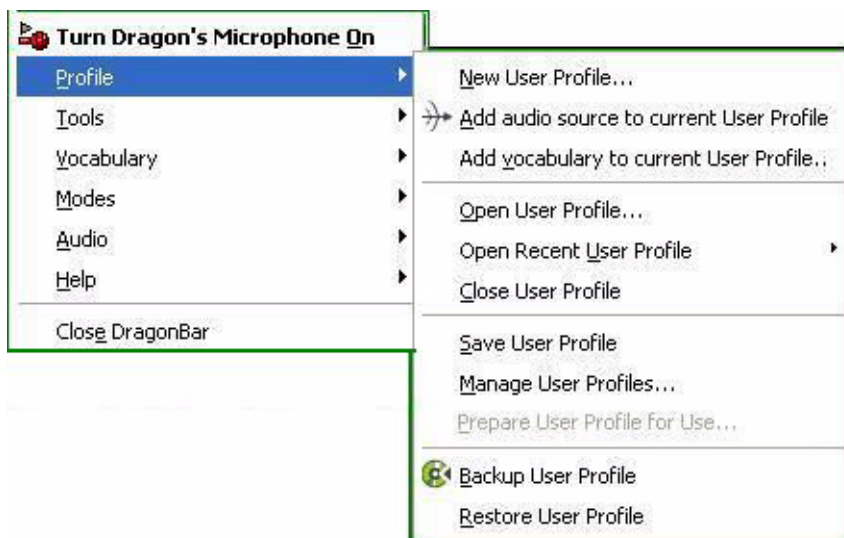 Turn Dragon's Microphone On
Profile
Tools
Vocabulary
Modes
Audio
Help
Close DragonBar
New User Profile...
Add audio source to current User Profile
Add vocabulary to current User Profile..
Open User Profile...
Open Recent User Profile
Close User Profile
Save User Profile
Manage User Profiles...
Prepare User Profile for Use...
Backup User Profile
Restore User Profile